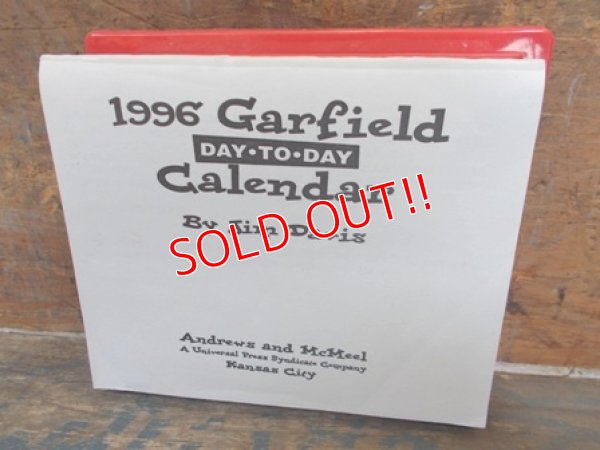 1996 Garfield
DAY•TO•DAY
Calendar
By Jim Davis
SOLD OUT!!
Andrews and McMeel
A Universal Press Syndicate Company
Kansas City